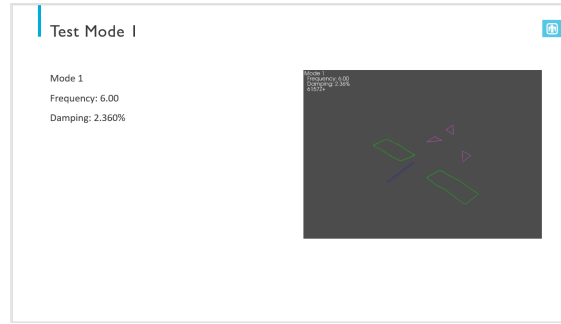 Test Mode 1
Mode 1
Frequency: 6.00
Damping: 2.360%
Mode 1
Frequency: 6.00
Damping: 2.36%